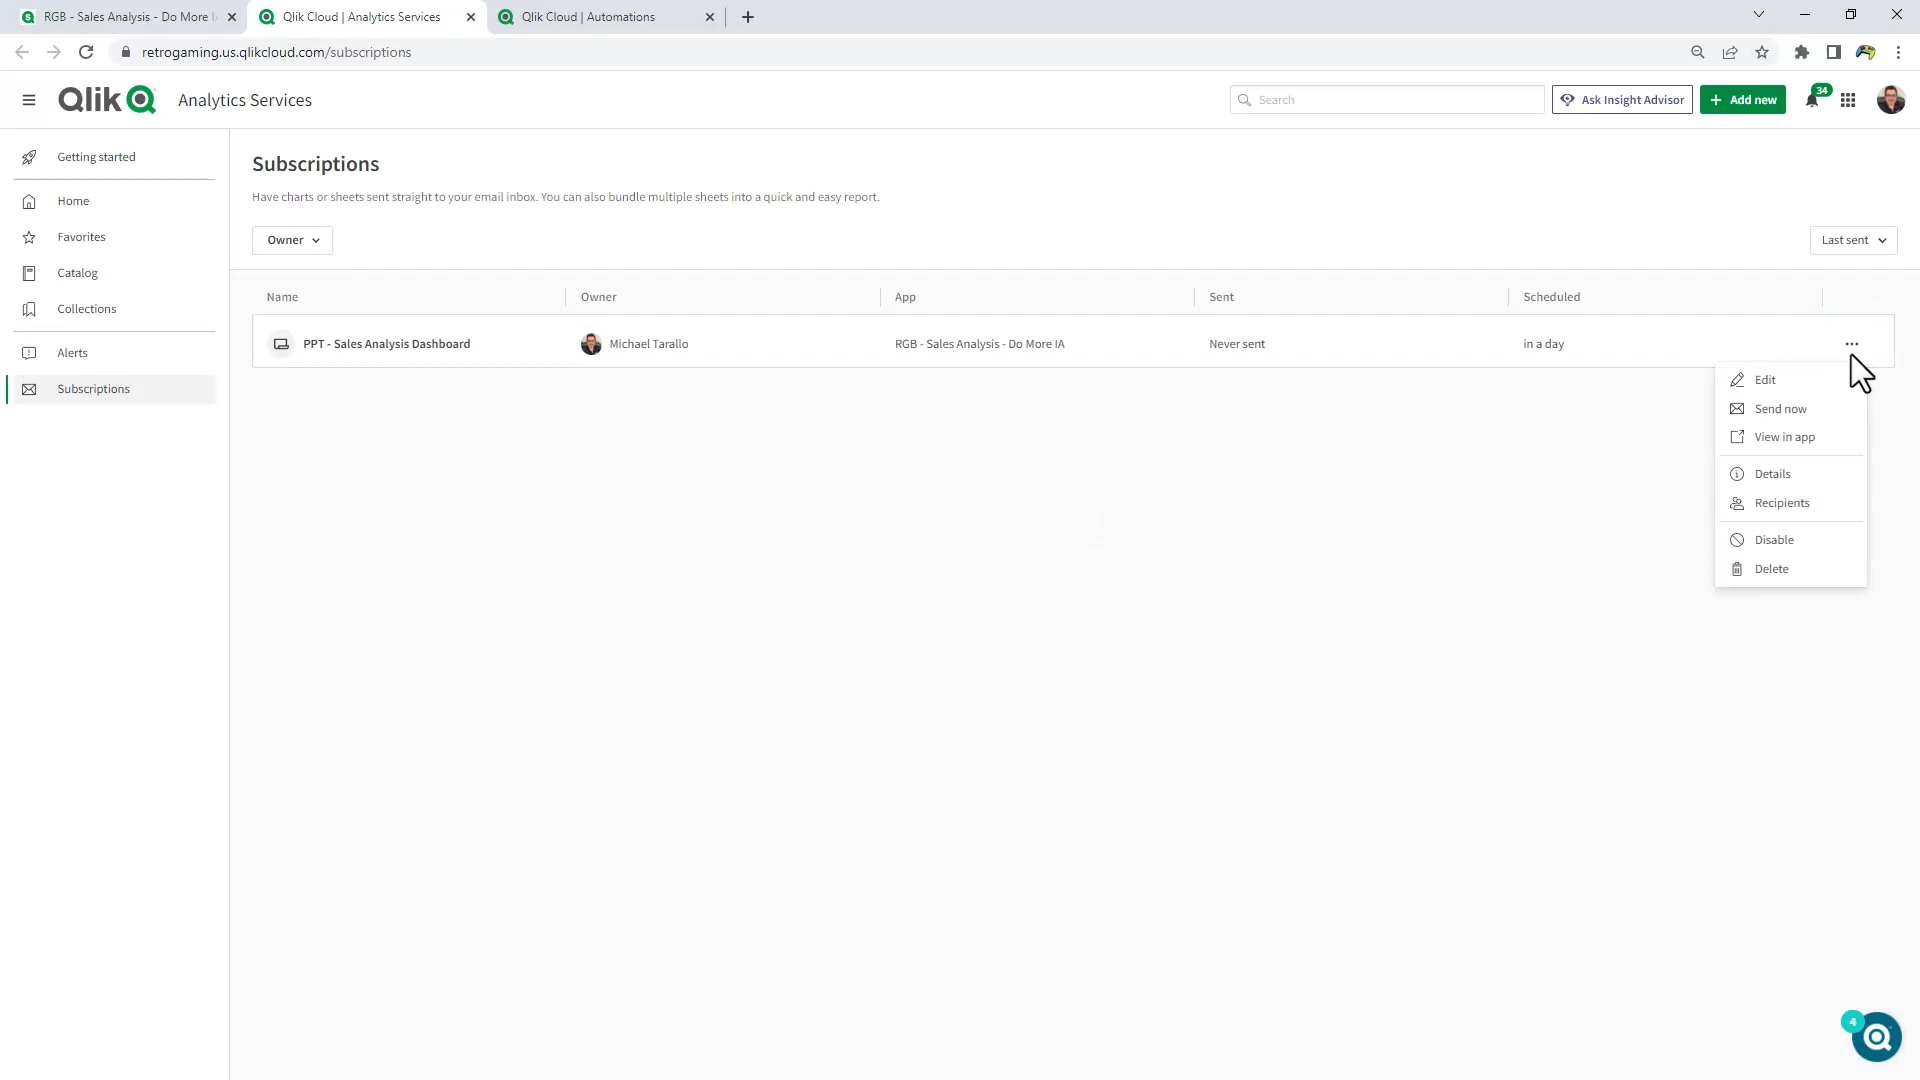 RGB - Sales Analysis - Do More
Qlik Cloud | Analytics Services
Qlik Cloud | Automations
retrogaming.us.qlikcloud.com/subscriptions
Qlik
Analytics Services
Search
Ask Insight Advisor
Add new
34
Getting started
Home
Favorites
Catalog
Collections
Alerts
Subscriptions
Subscriptions
Have charts or sheets sent straight to your email inbox. You can also bundle multiple sheets into a quick and easy report.
Owner
Last sent
Name Owner App Sent Scheduled
PPT - Sales Analysis Dashboard Michael Tarallo RGB - Sales Analysis - Do More IA Never sent in a day
Edit
Send now
View in app
Details
Recipients
Disable
Delete
4